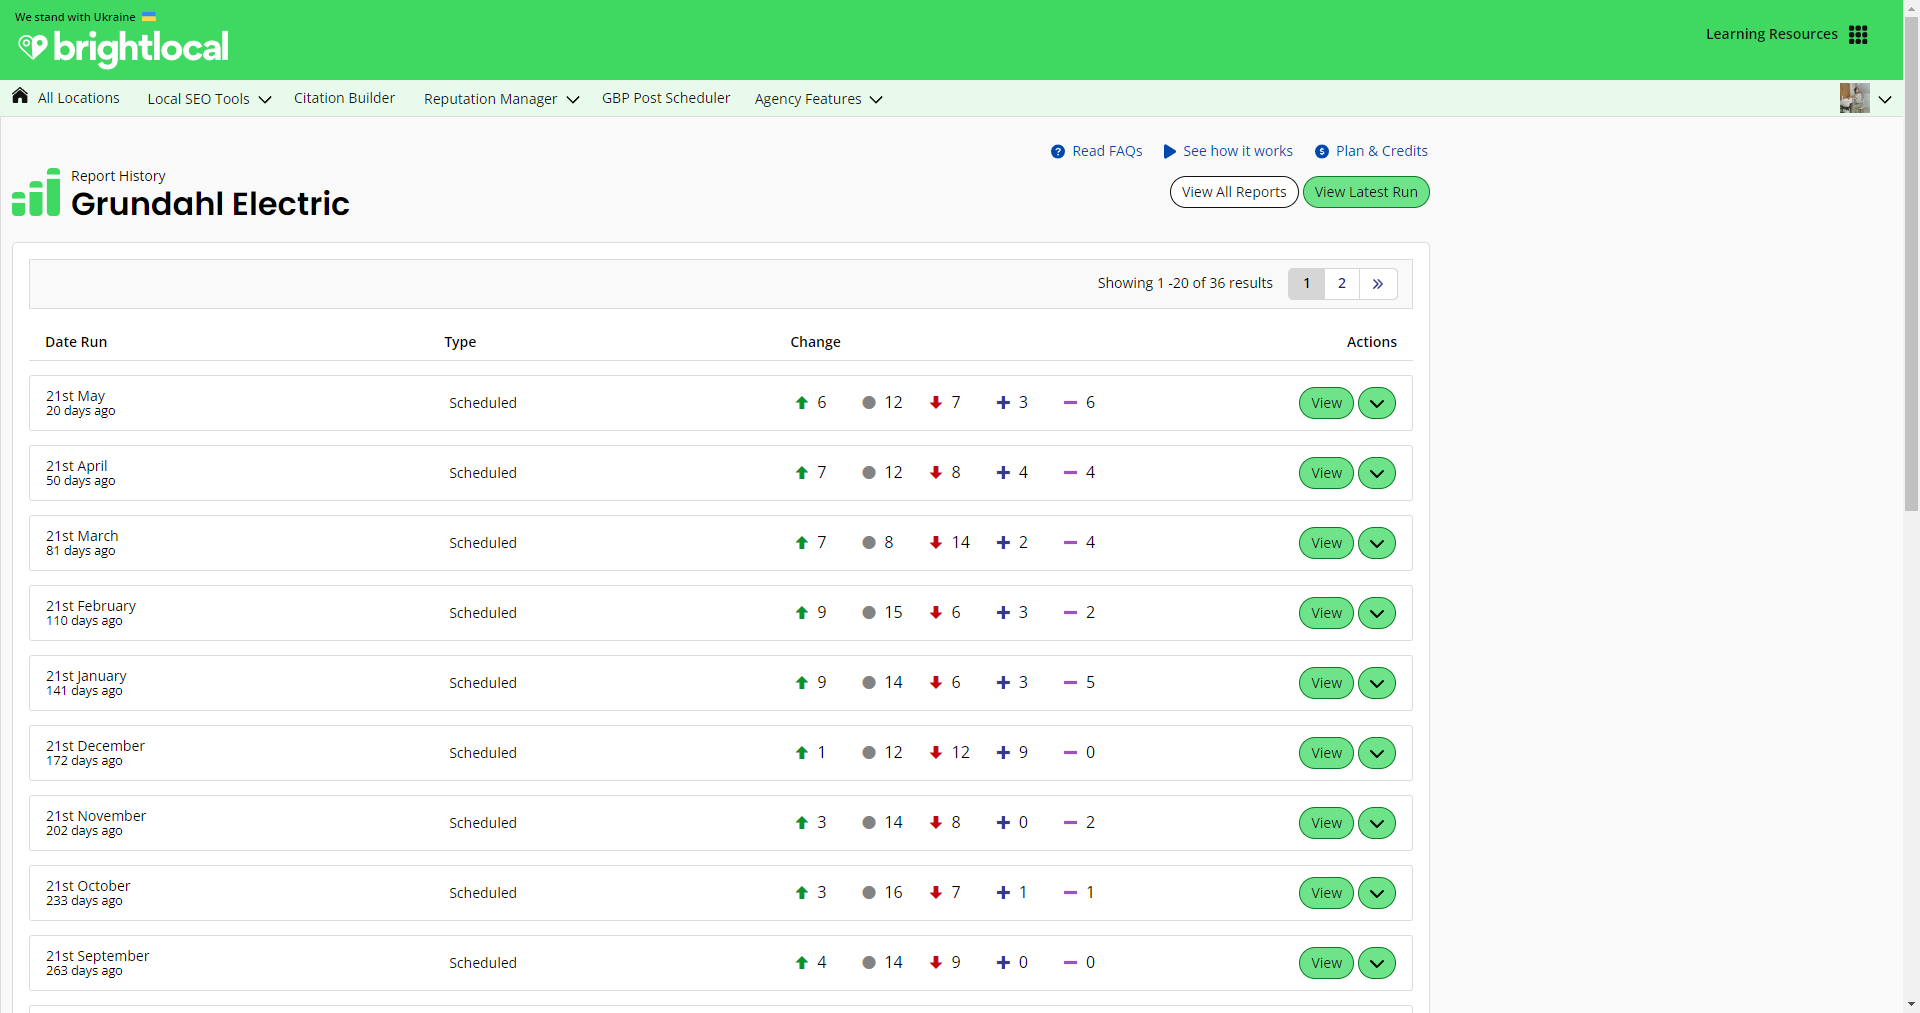 We stand with Ukraine
brightlocal
Learning Resources
All Locations Local SEO Tools Citation Builder Reputation Manager GBP Post Scheduler Agency Features
Read FAQs See how it works Plan & Credits
Report History
Grundahl Electric
View All Reports View Latest Run
Showing 1 -20 of 36 results 1 2 »
Date Run Type Change Actions
21st May
20 days ago
Scheduled 6 12 7 3 6 View
21st April
50 days ago
Scheduled 7 12 8 4 4 View
21st March
81 days ago
Scheduled 7 8 14 2 4 View
21st February
110 days ago
Scheduled 9 15 6 3 2 View
21st January
141 days ago
Scheduled 9 14 6 3 5 View
21st December
172 days ago
Scheduled 1 12 12 9 0 View
21st November
202 days ago
Scheduled 3 14 8 0 2 View
21st October
233 days ago
Scheduled 3 16 7 1 1 View
21st September
263 days ago
Scheduled 4 14 9 0 0 View